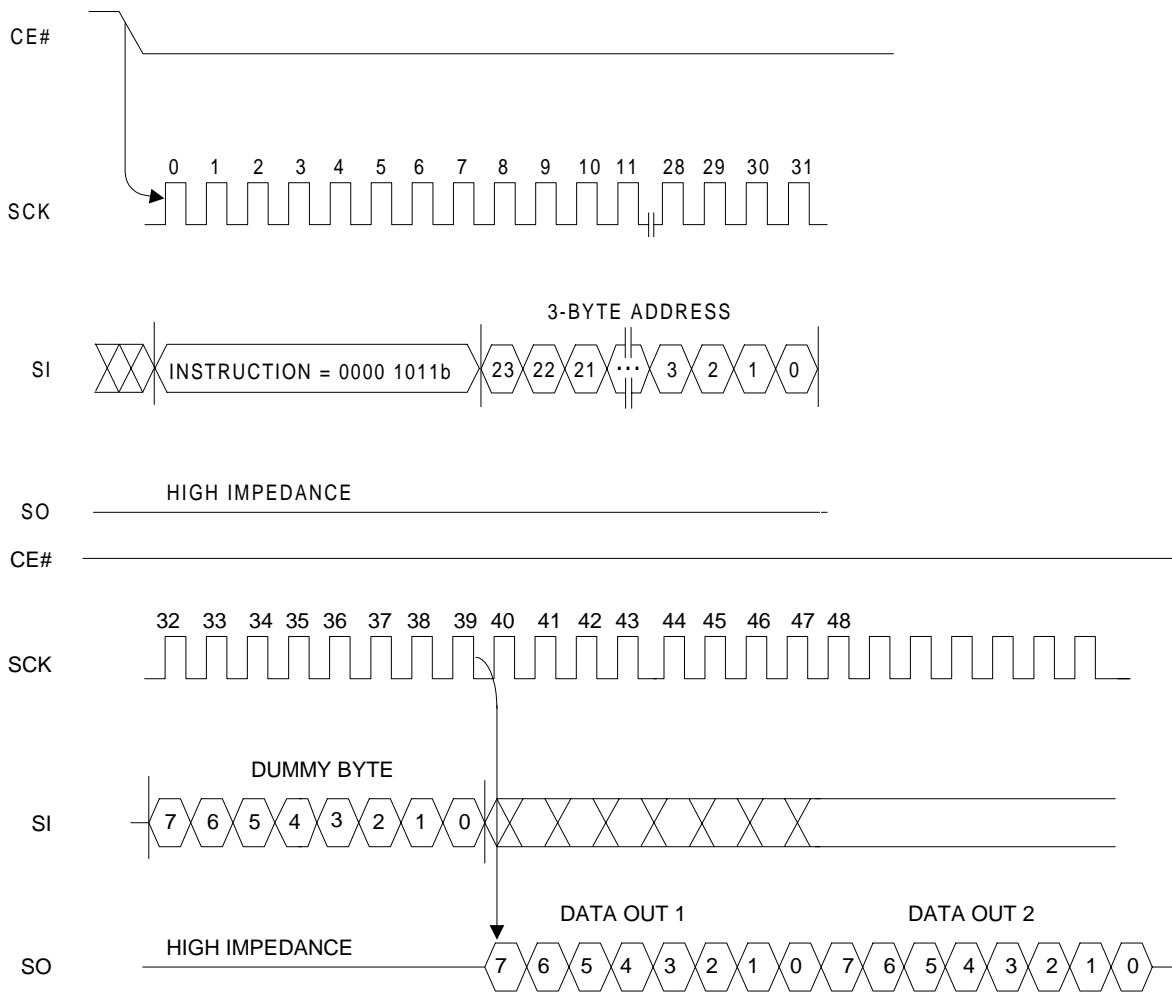 CE#
0 1 2 3 4 5 6 7 8 9 10 11 28 29 30 31
SCK
3-BYTE ADDRESS
SI INSTRUCTION = 0000 1011b 23 22 21 ... 3 2 1 0
HIGH IMPEDANCE
SO
CE#
32 33 34 35 36 37 38 39 40 41 42 43 44 45 46 47 48
SCK
DUMMY BYTE
SI 7 6 5 4 3 2 1 0
DATA OUT 1 DATA OUT 2
HIGH IMPEDANCE
SO 7 6 5 4 3 2 1 0 7 6 5 4 3 2 1 0